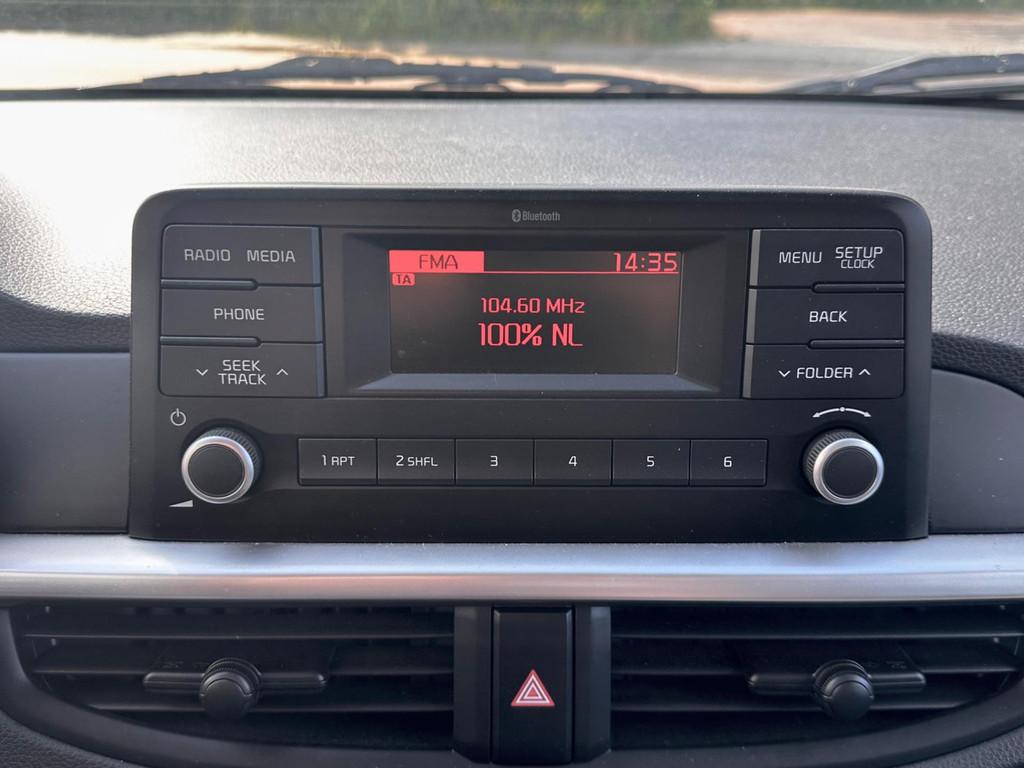 Bluetooth
RADIO MEDIA
PHONE
SEEK
TRACK
FMA 14:35
TA
104.60 MHz
100% NL
MENU SETUP
CLOCK
BACK
FOLDER
1 RPT 2 SHFL 3 4 5 6